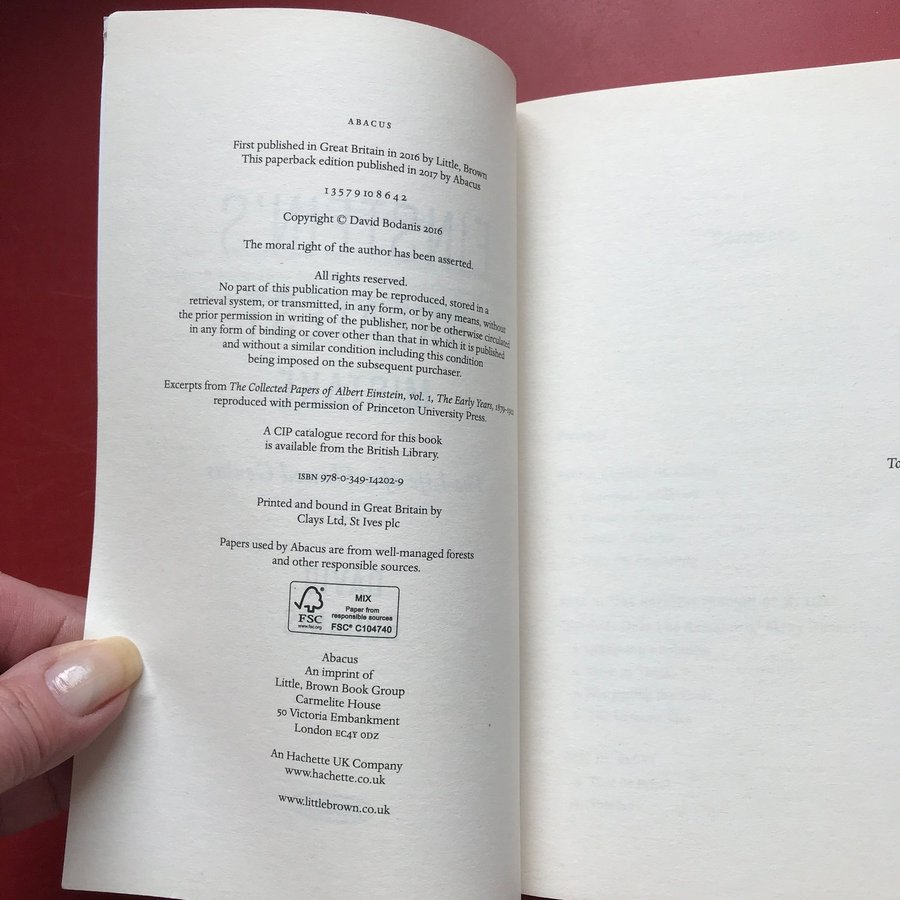 ABACUS
First published in Great Britain in 2016 by Little, Brown
This paperback edition published in 2017 by Abacus
1 3 5 7 9 10 8 6 4 2
Copyright © David Bodanis 2016
The moral right of the author has been asserted.
All rights reserved.
No part of this publication may be reproduced, stored in a
retrieval system, or transmitted, in any form, or by any means, without
the prior permission in writing of the publisher, nor be otherwise circulated
in any form of binding or cover other than that in which it is published
and without a similar condition including this condition
being imposed on the subsequent purchaser.
Excerpts from The Collected Papers of Albert Einstein, vol. 1, The Early Years, 1879-1902
reproduced with permission of Princeton University Press.
A CIP catalogue record for this book
is available from the British Library.
ISBN 978-0-349-14202-9
Printed and bound in Great Britain by
Clays Ltd, St Ives plc
Papers used by Abacus are from well-managed forests
and other responsible sources.
FSC
www.fsc.org
MIX
Paper from
responsible sources
FSC® C104740
Abacus
An imprint of
Little, Brown Book Group
Carmelite House
50 Victoria Embankment
London EC4Y 0DZ
An Hachette UK Company
www.hachette.co.uk
www.littlebrown.co.uk
To